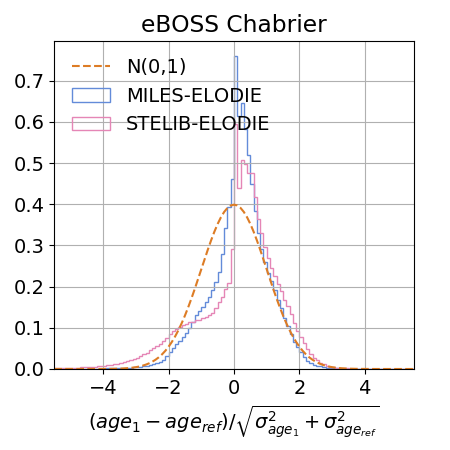 eBOSS Chabrier
N(0,1)
MILES-ELODIE
STELIB-ELODIE
0.7
0.6
0.5
0.4
0.3
0.2
0.1
0.0
−4 −2 0 2 4
(age₁ − age_ref)/√(σ²_age₁ + σ²_age_ref)